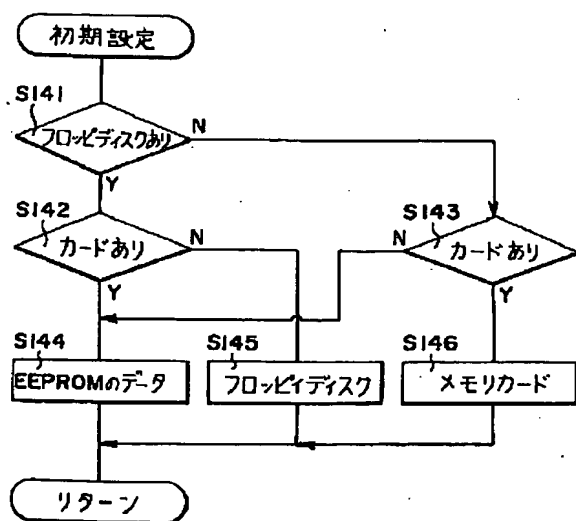 初期設定
S141
フロッピディスクあり
N
Y
S142
カードあり
N
Y
S143
カードあり
N
Y
S144
EEPROMのデータ
S145
フロッピィディスク
S146
メモリカード
リターン